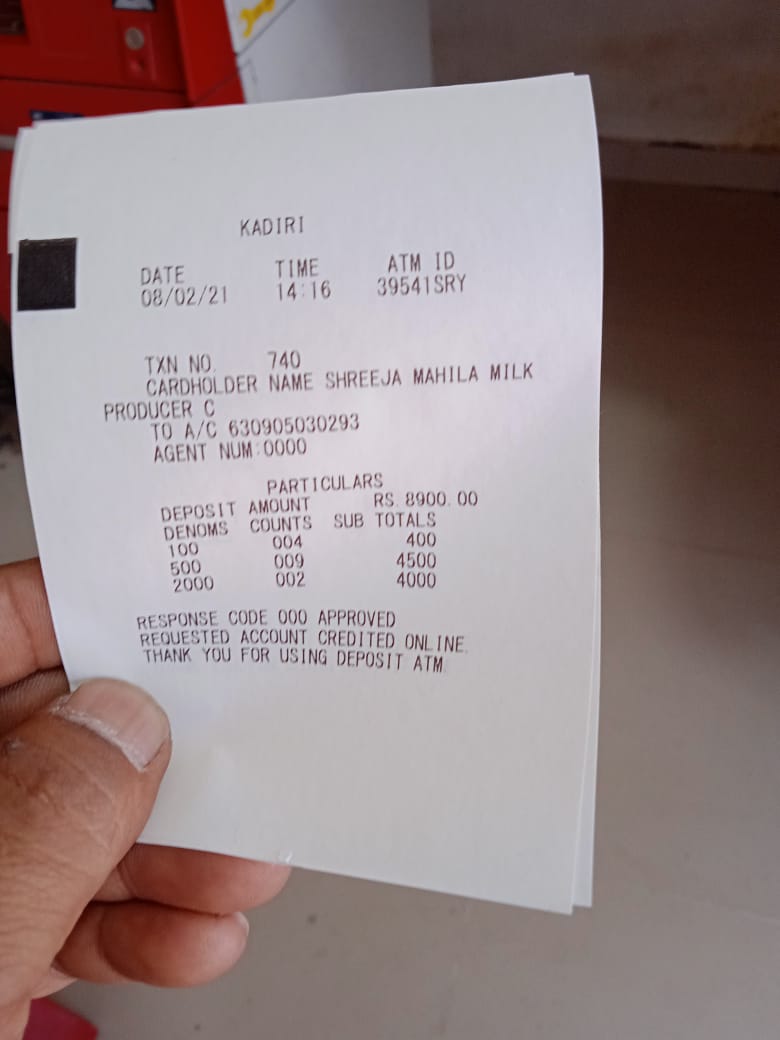 KADIRI
DATE TIME ATM ID
08/02/21 14:16 39541SRY
TXN NO. 740
CARDHOLDER NAME SHREEJA MAHILA MILK
PRODUCER C
TO A/C 630905030293
AGENT NUM:0000
PARTICULARS
DEPOSIT AMOUNT RS.8900.00
DENOMS COUNTS SUB TOTALS
100 004 400
500 009 4500
2000 002 4000
RESPONSE CODE 000 APPROVED
REQUESTED ACCOUNT CREDITED ONLINE.
THANK YOU FOR USING DEPOSIT ATM.